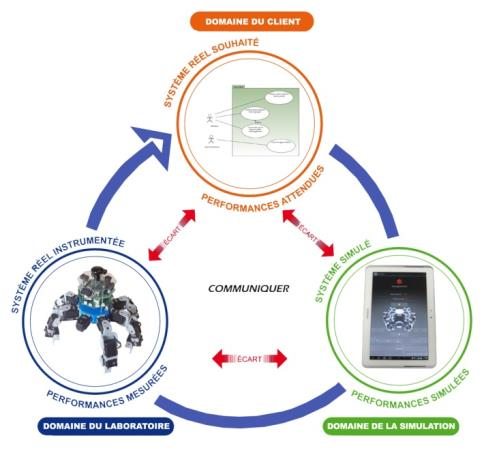 DOMAINE DU CLIENT
SYSTÈME RÉEL SOUHAITÉ
PERFORMANCES ATTENDUES
ÉCART
ÉCART
SYSTÈME RÉEL INSTRUMENTÉE
SYSTÈME SIMULÉ
COMMUNIQUER
ÉCART
PERFORMANCES MESURÉES
PERFORMANCES SIMULÉES
DOMAINE DU LABORATOIRE
DOMAINE DE LA SIMULATION